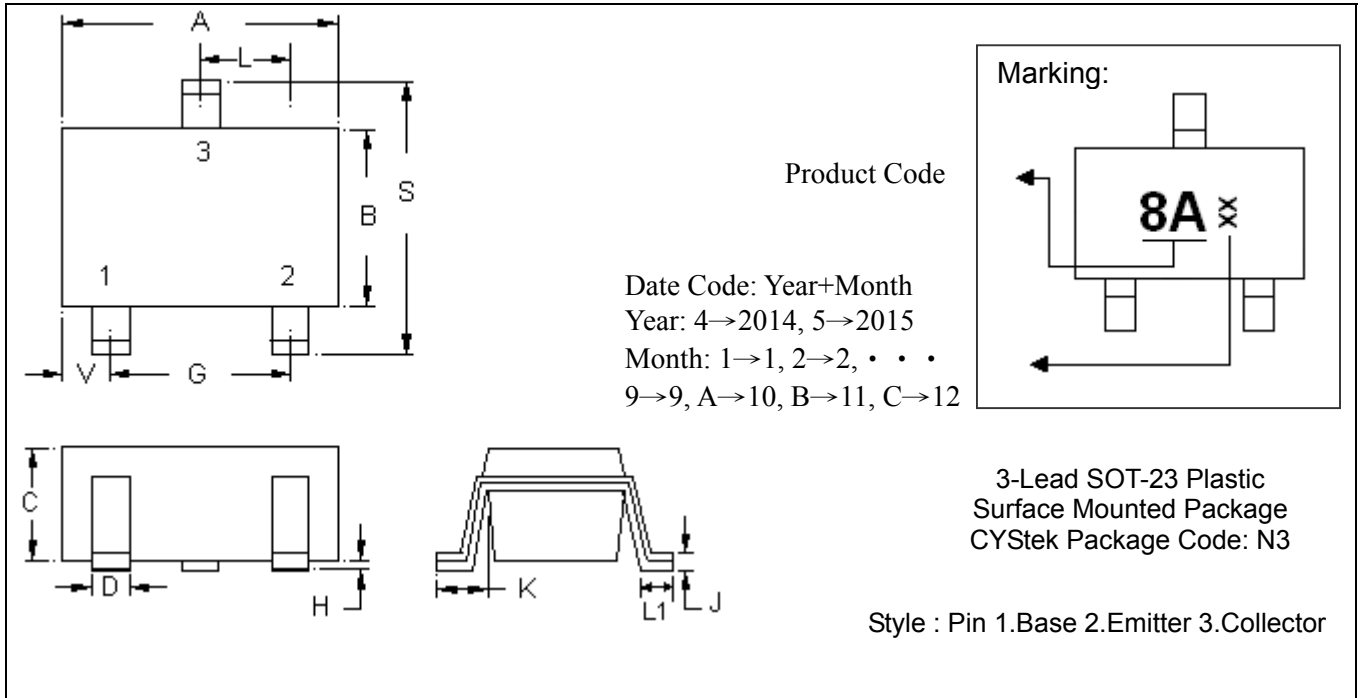 A
L
3
S
B
1
2
V
G
C
D
H
K
L1
J
Marking:
Product Code
8A XX
Date Code: Year+Month
Year: 4→2014, 5→2015
Month: 1→1, 2→2, • • •
9→9, A→10, B→11, C→12
3-Lead SOT-23 Plastic
Surface Mounted Package
CYStek Package Code: N3
Style : Pin 1.Base 2.Emitter 3.Collector